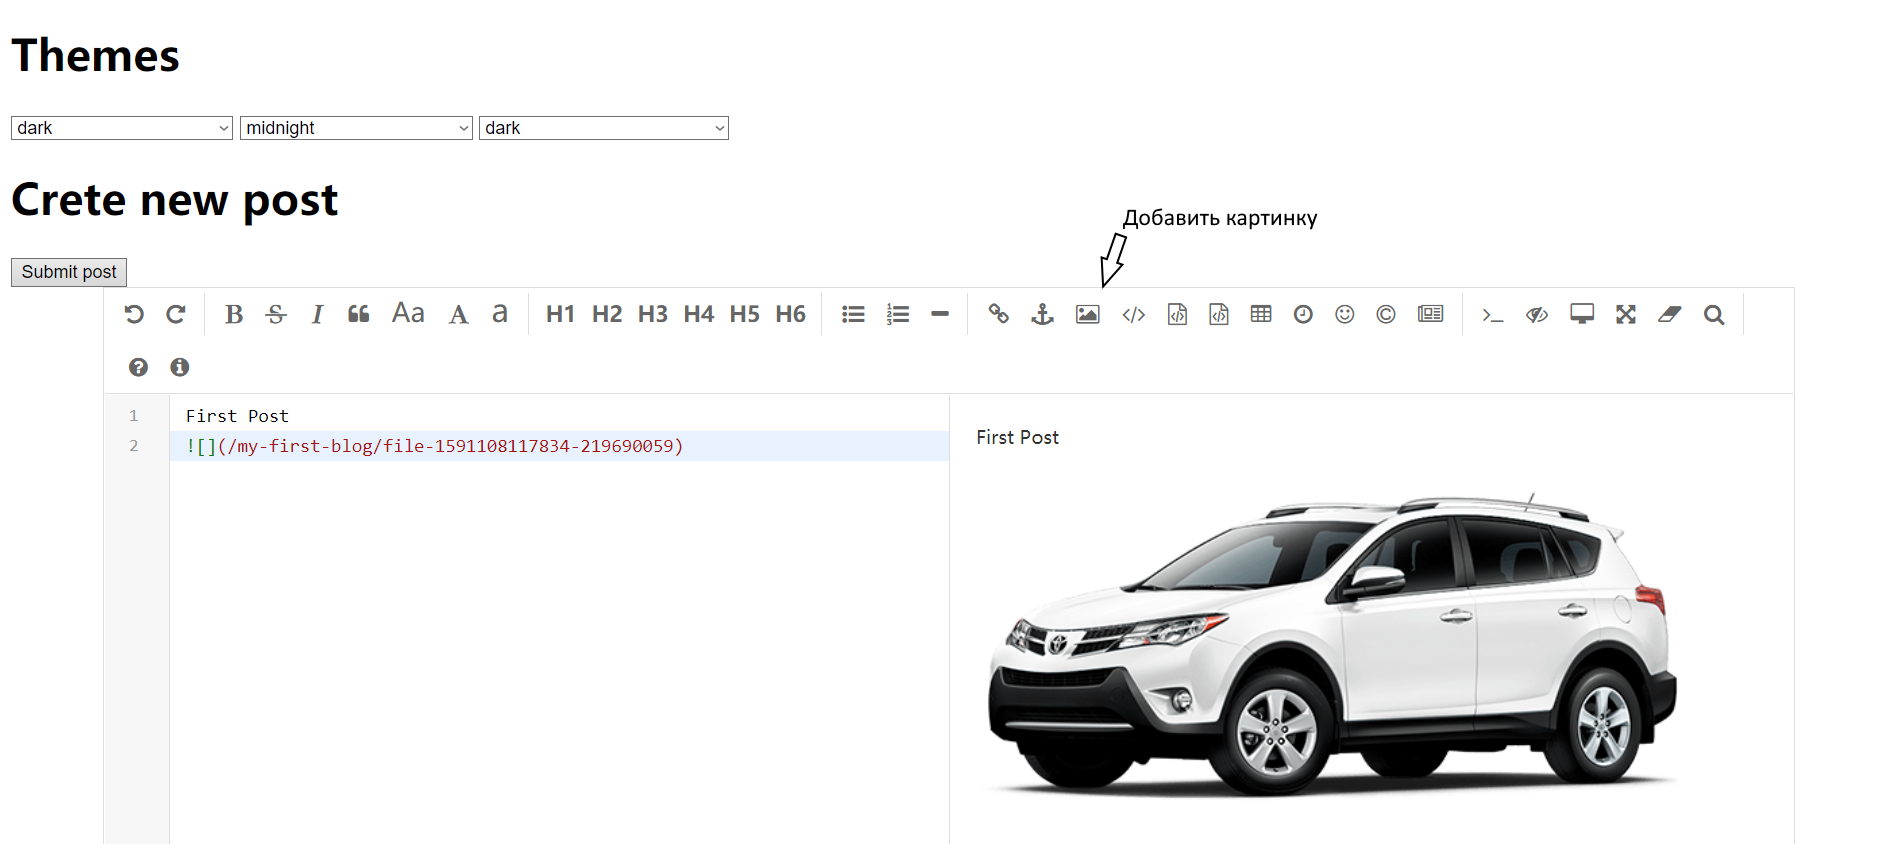 Themes
dark midnight dark
Crete new post
Добавить картинку
Submit post
B S I Aa A a H1 H2 H3 H4 H5 H6
1 First Post
2 ![](/my-first-blog/file-1591108117834-219690059)
First Post